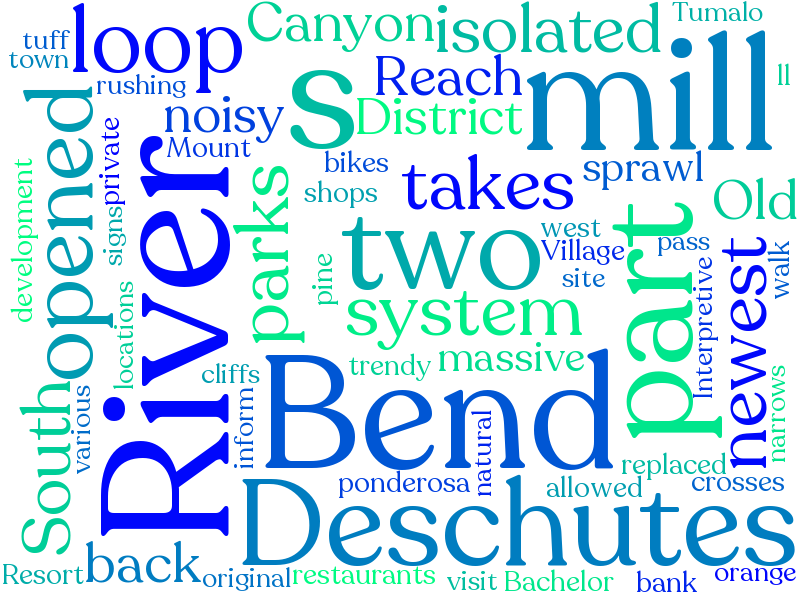 Tumalo
Canyon
isolated
loop
tuff
town
rushing
Reach
mill
ll
s
noisy
District
Mount
private
opened
River
bikes
shops
takes
sprawl
Old
development
signs
parks
two
west
Village
site
part
pass
walk
newest
Interpretive
pine
system
locations
South
various
cliffs
trendy
massive
Bend
inform
natural
narrows
replaced
ponderosa
allowed
crosses
Deschutes
Resort
back
original
restaurants
visit
Bachelor
bank
orange